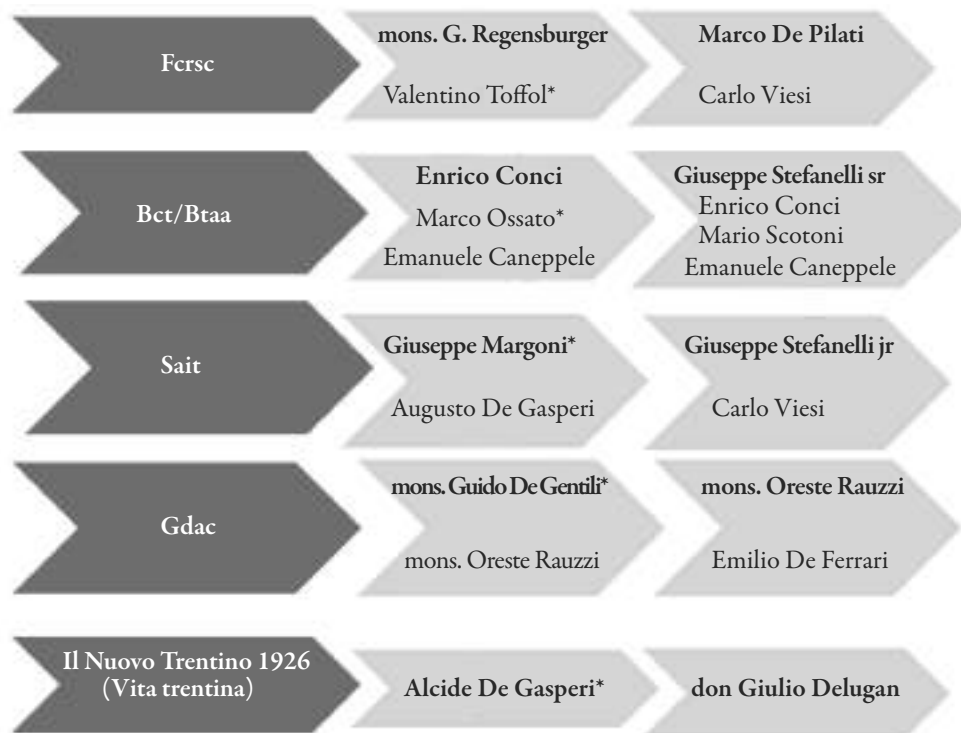 Fcrsc
mons. G. Regensburger
Valentino Toffol*
Marco De Pilati
Carlo Viesi
Bct/Btaa
Enrico Conci
Marco Ossato*
Emanuele Caneppele
Giuseppe Stefanelli sr
Enrico Conci
Mario Scotoni
Emanuele Caneppele
Sait
Giuseppe Margoni*
Augusto De Gasperi
Giuseppe Stefanelli jr
Carlo Viesi
Gdac
mons. Guido De Gentili*
mons. Oreste Rauzzi
mons. Oreste Rauzzi
Emilio De Ferrari
Il Nuovo Trentino 1926
(Vita trentina)
Alcide De Gasperi*
don Giulio Delugan